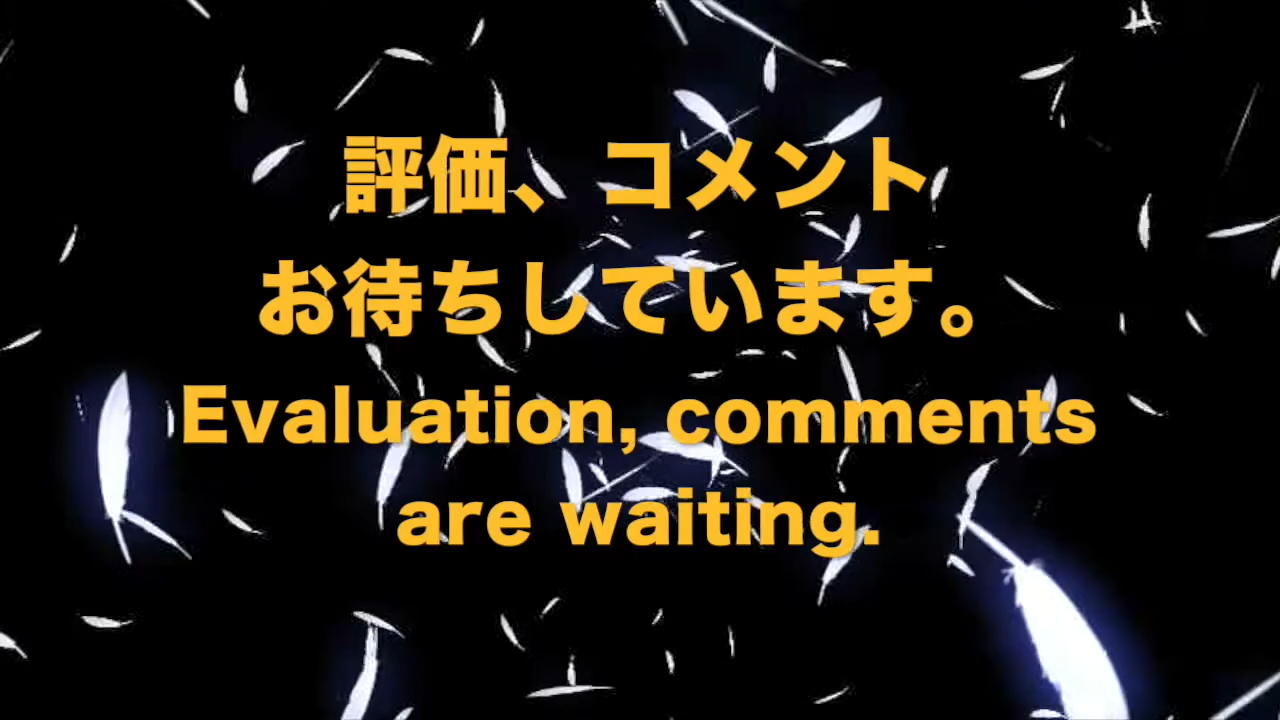 評価、コメント
お待ちしています。
Evaluation, comments
are waiting.